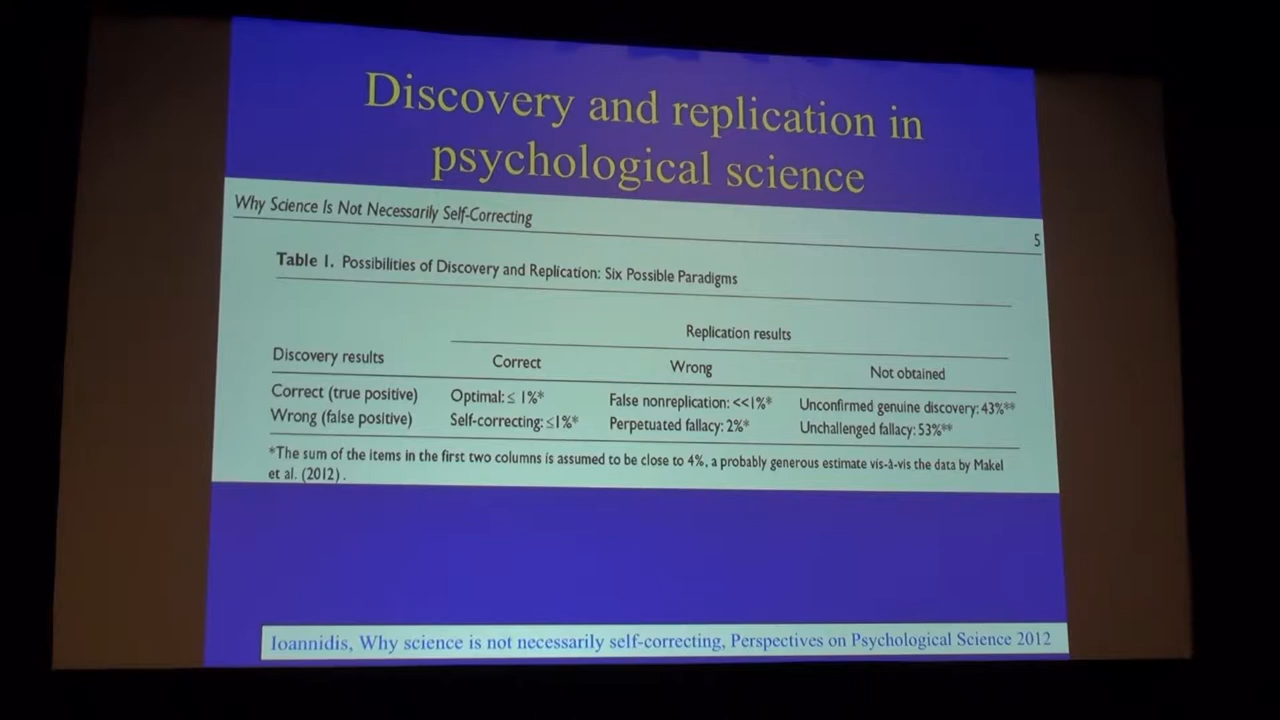 Discovery and replication in
psychological science
Why Science Is Not Necessarily Self-Correcting
5
Table 1. Possibilities of Discovery and Replication: Six Possible Paradigms
Replication results
Discovery results Correct Wrong Not obtained
Correct (true positive) Optimal: ≤ 1%* False nonreplication: <<1%* Unconfirmed genuine discovery: 43%**
Wrong (false positive) Self-correcting: ≤1%* Perpetuated fallacy: 2%* Unchallenged fallacy: 53%**
*The sum of the items in the first two columns is assumed to be close to 4%, a probably generous estimate vis-à-vis the data by Makel
et al. (2012).
Ioannidis, Why science is not necessarily self-correcting, Perspectives on Psychological Science 2012